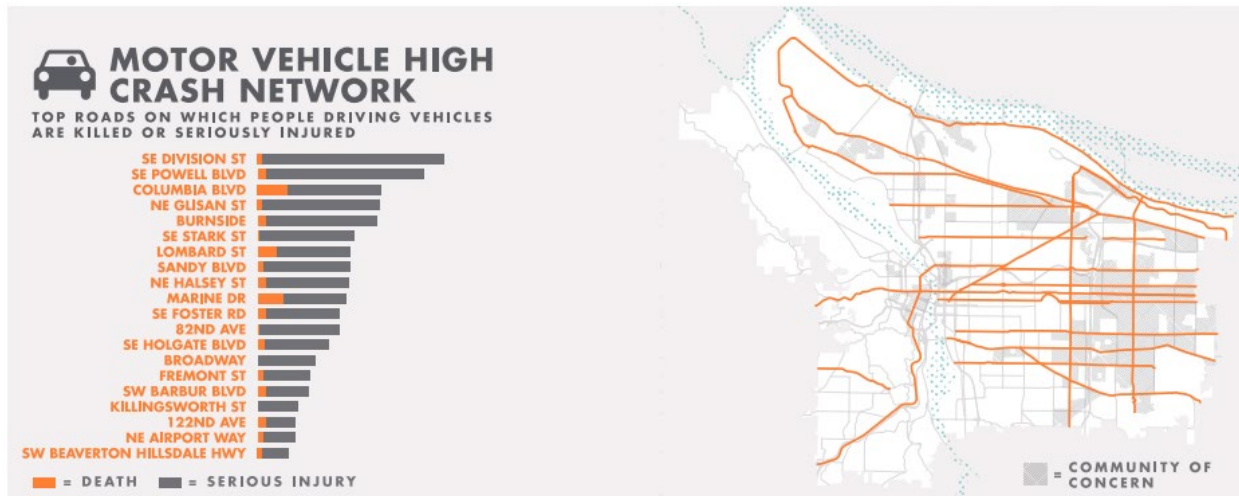 MOTOR VEHICLE HIGH
CRASH NETWORK
TOP ROADS ON WHICH PEOPLE DRIVING VEHICLES
ARE KILLED OR SERIOUSLY INJURED
SE DIVISION ST
SE POWELL BLVD
COLUMBIA BLVD
NE GLISAN ST
BURNSIDE
SE STARK ST
LOMBARD ST
SANDY BLVD
NE HALSEY ST
MARINE DR
SE FOSTER RD
82ND AVE
SE HOLGATE BLVD
BROADWAY
FREMONT ST
SW BARBUR BLVD
KILLINGSWORTH ST
122ND AVE
NE AIRPORT WAY
SW BEAVERTON HILLSDALE HWY
= DEATH = SERIOUS INJURY
= COMMUNITY OF
CONCERN